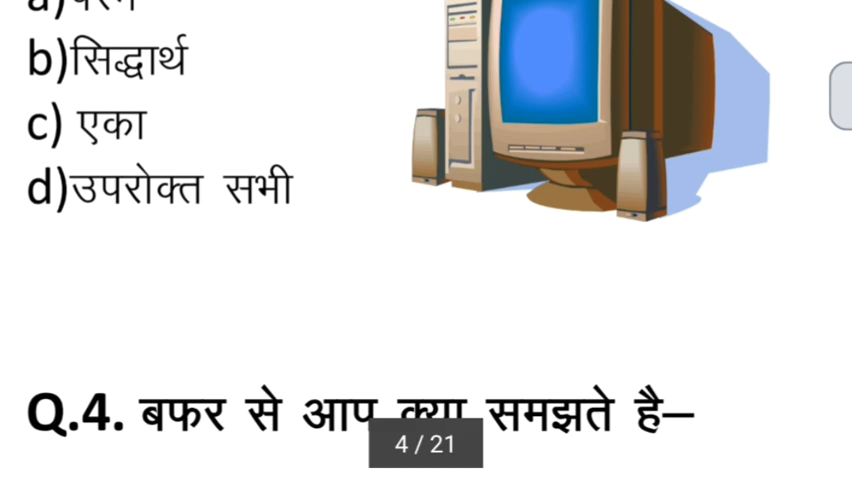 b)सिद्धार्थ
c) एका
d)उपरोक्त सभी
Q.4. बफर से आप क्या समझते है–
4 / 21